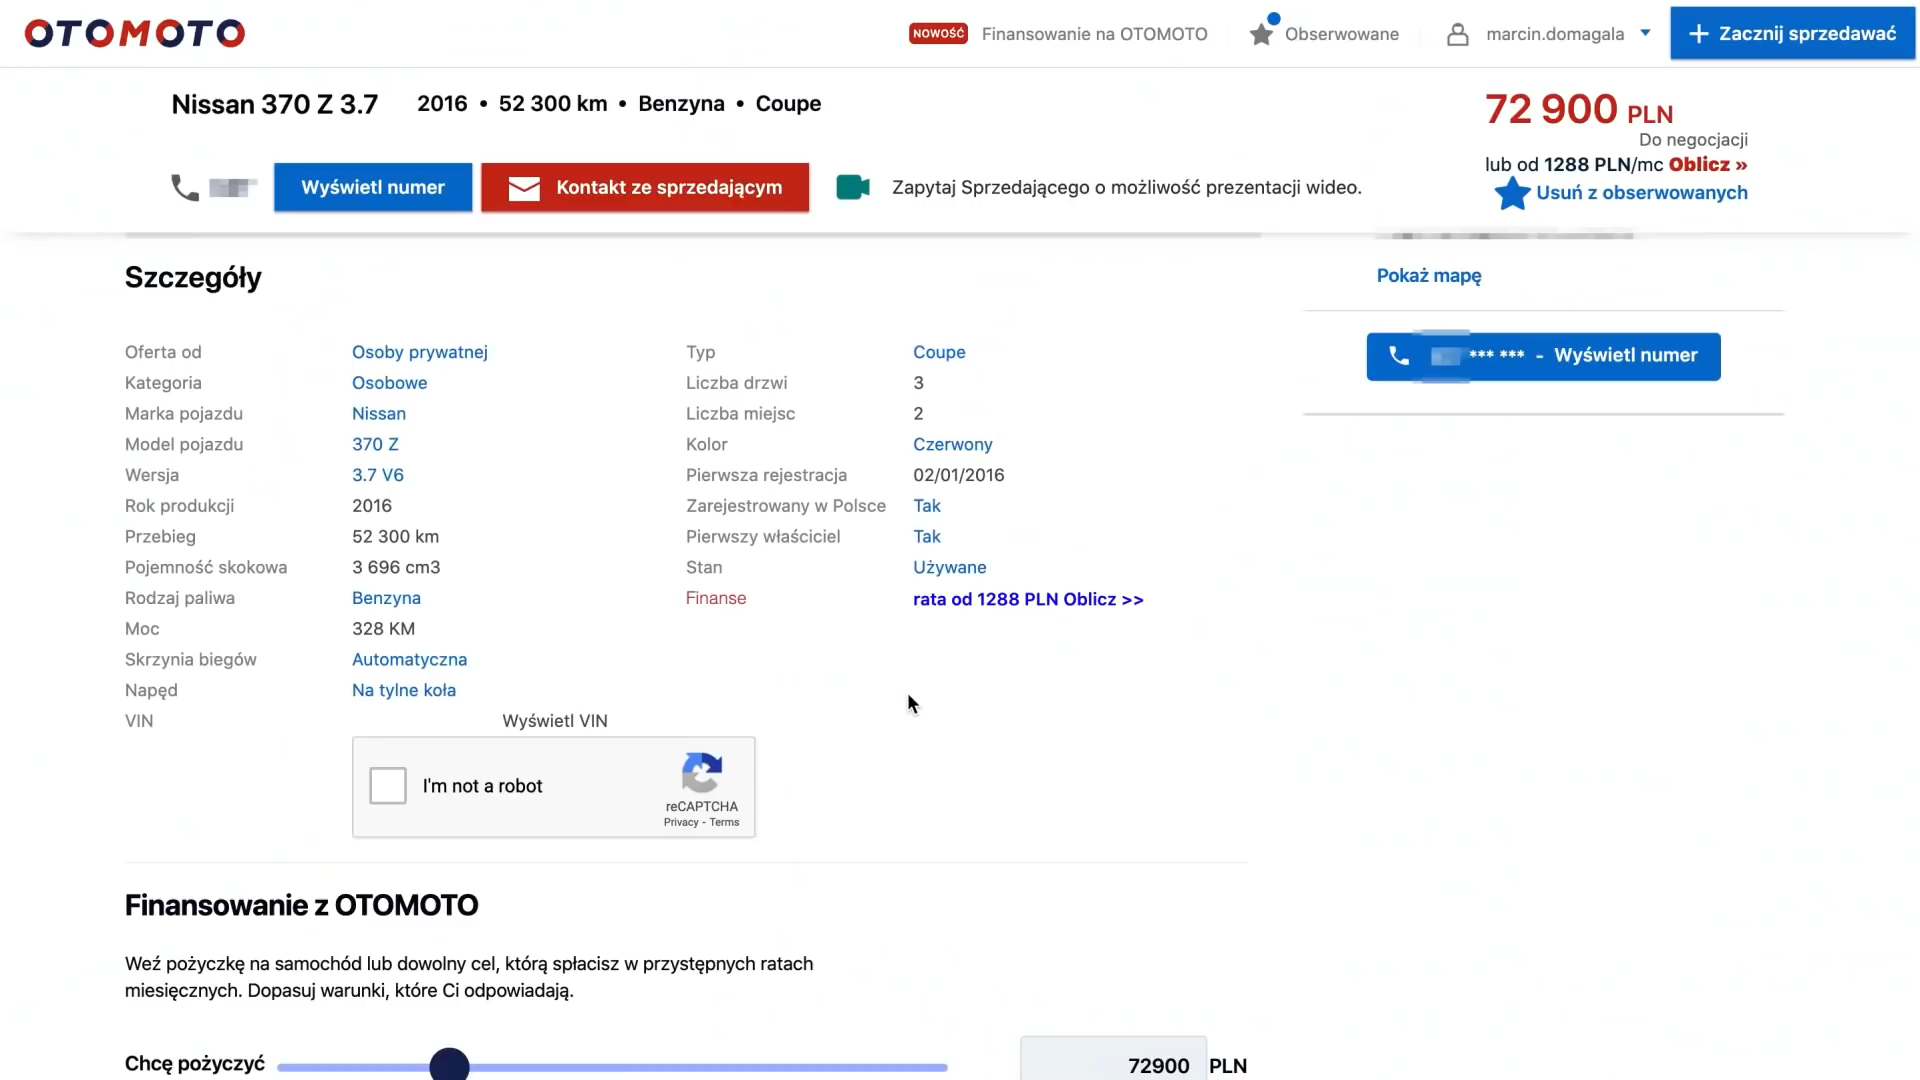 OTOMOTO
NOWOŚĆ Finansowanie na OTOMOTO
Obserwowane
marcin.domagala
+ Zacznij sprzedawać
Nissan 370 Z 3.7
2016 • 52 300 km • Benzyna • Coupe
72 900 PLN
Do negocjacji
lub od 1288 PLN/mc Oblicz »
Usuń z obserwowanych
Wyświetl numer
Kontakt ze sprzedającym
Zapytaj Sprzedającego o możliwość prezentacji wideo.
Pokaż mapę
*** *** - Wyświetl numer
Szczegóły
Oferta od Osoby prywatnej
Kategoria Osobowe
Marka pojazdu Nissan
Model pojazdu 370 Z
Wersja 3.7 V6
Rok produkcji 2016
Przebieg 52 300 km
Pojemność skokowa 3 696 cm3
Rodzaj paliwa Benzyna
Moc 328 KM
Skrzynia biegów Automatyczna
Napęd Na tylne koła
VIN Wyświetl VIN
Typ Coupe
Liczba drzwi 3
Liczba miejsc 2
Kolor Czerwony
Pierwsza rejestracja 02/01/2016
Zarejestrowany w Polsce Tak
Pierwszy właściciel Tak
Stan Używane
Finanse rata od 1288 PLN Oblicz >>
I'm not a robot
reCAPTCHA
Privacy - Terms
Finansowanie z OTOMOTO
Weź pożyczkę na samochód lub dowolny cel, którą spłacisz w przystępnych ratach
miesięcznych. Dopasuj warunki, które Ci odpowiadają.
Chcę pożyczyć 72900 PLN